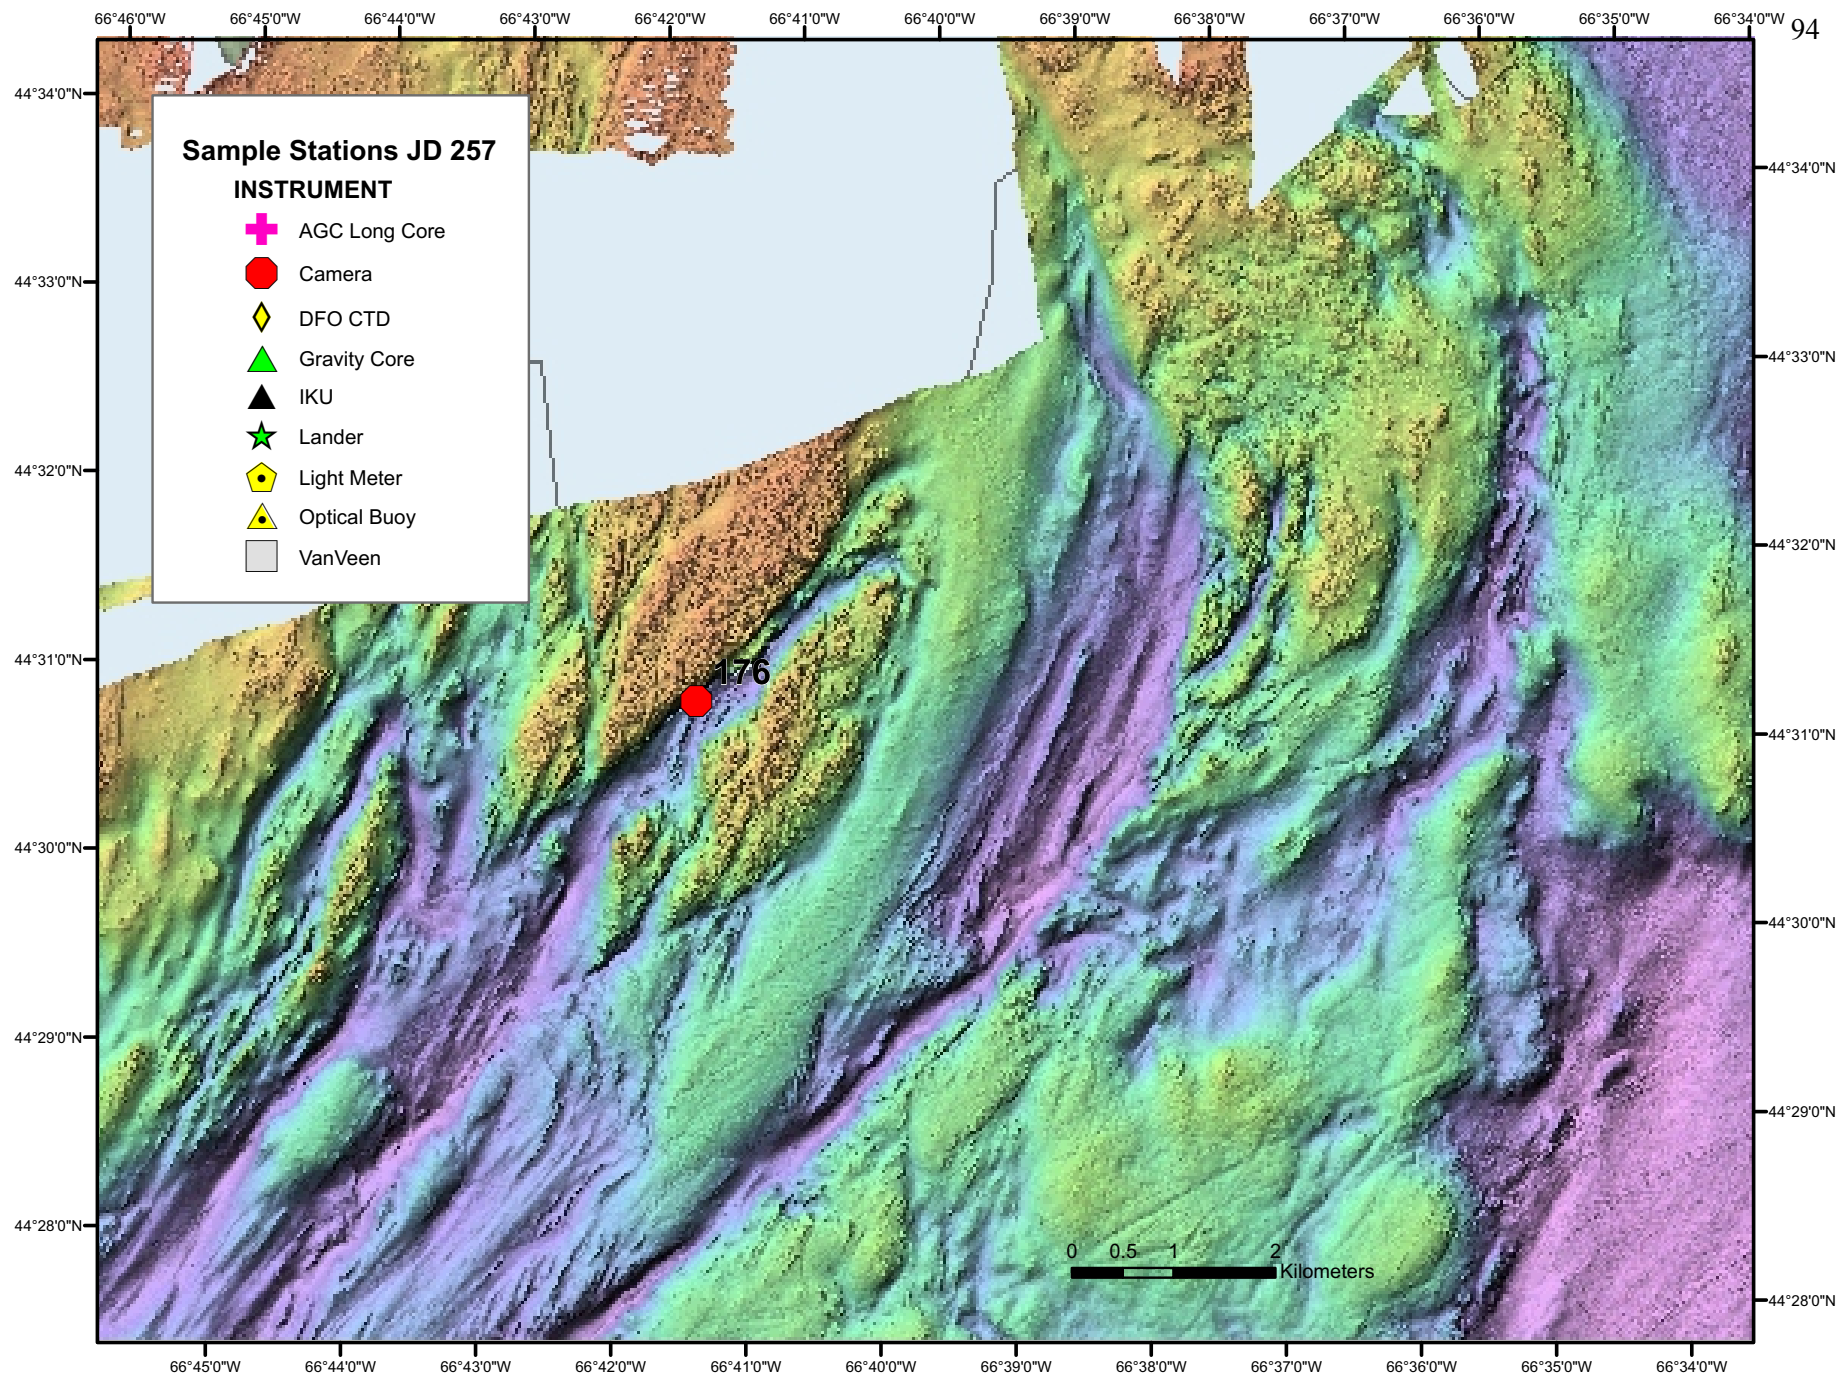 66°46'0"W 66°45'0"W 66°44'0"W 66°43'0"W 66°42'0"W 66°41'0"W 66°40'0"W 66°39'0"W 66°38'0"W 66°37'0"W 66°36'0"W 66°35'0"W 66°34'0"W 94
44°34'0"N
44°34'0"N
Sample Stations JD 257
INSTRUMENT
AGC Long Core
Camera
DFO CTD
Gravity Core
IKU
Lander
Light Meter
Optical Buoy
VanVeen
44°33'0"N
44°33'0"N
44°32'0"N
44°32'0"N
44°31'0"N
176
44°31'0"N
44°30'0"N
44°30'0"N
44°29'0"N
44°29'0"N
44°28'0"N
0 0.5 1 2
Kilometers
44°28'0"N
66°45'0"W 66°44'0"W 66°43'0"W 66°42'0"W 66°41'0"W 66°40'0"W 66°39'0"W 66°38'0"W 66°37'0"W 66°36'0"W 66°35'0"W 66°34'0"W